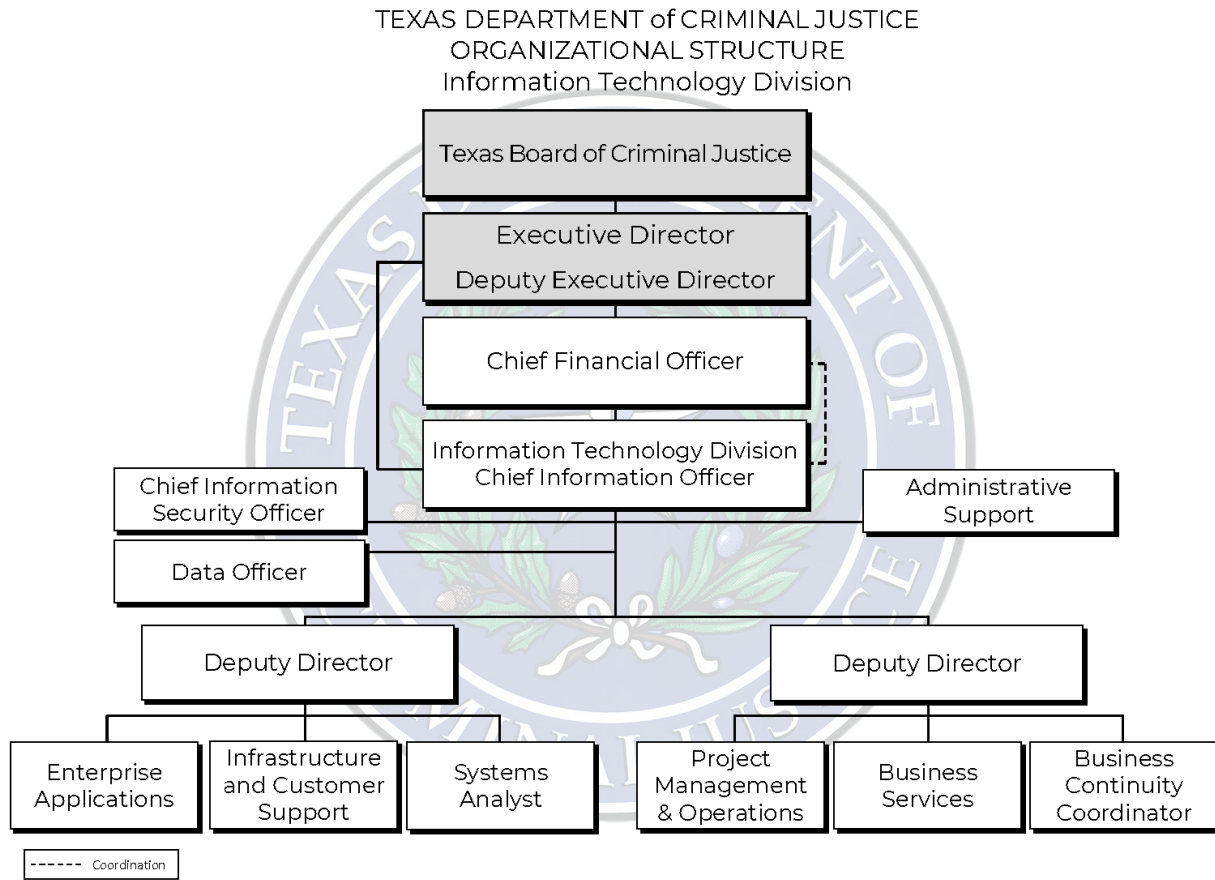 TEXAS DEPARTMENT of CRIMINAL JUSTICE
ORGANIZATIONAL STRUCTURE
Information Technology Division
Texas Board of Criminal Justice
Executive Director
Deputy Executive Director
Chief Financial Officer
Information Technology Division
Chief Information Officer
Chief Information
Security Officer
Administrative
Support
Data Officer
Deputy Director
Deputy Director
Enterprise
Applications
Infrastructure
and Customer
Support
Systems
Analyst
Project
Management
& Operations
Business
Services
Business
Continuity
Coordinator
Coordination